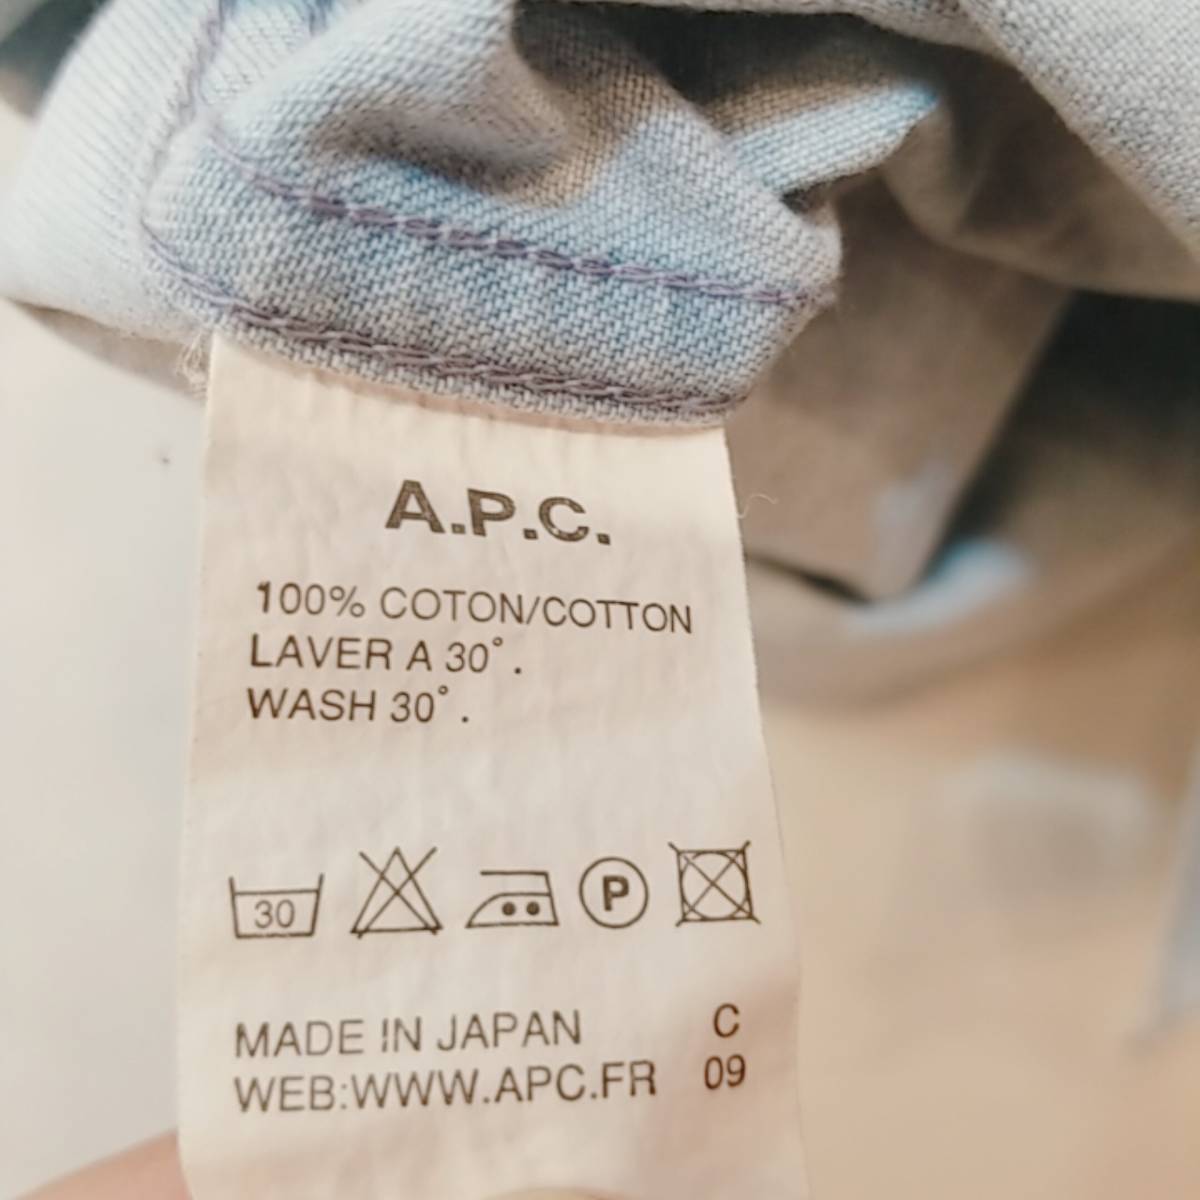 A.P.C.
100% COTON/COTTON
LAVER A 30°.
WASH 30°.
30 P
MADE IN JAPAN C
WEB:WWW.APC.FR 09